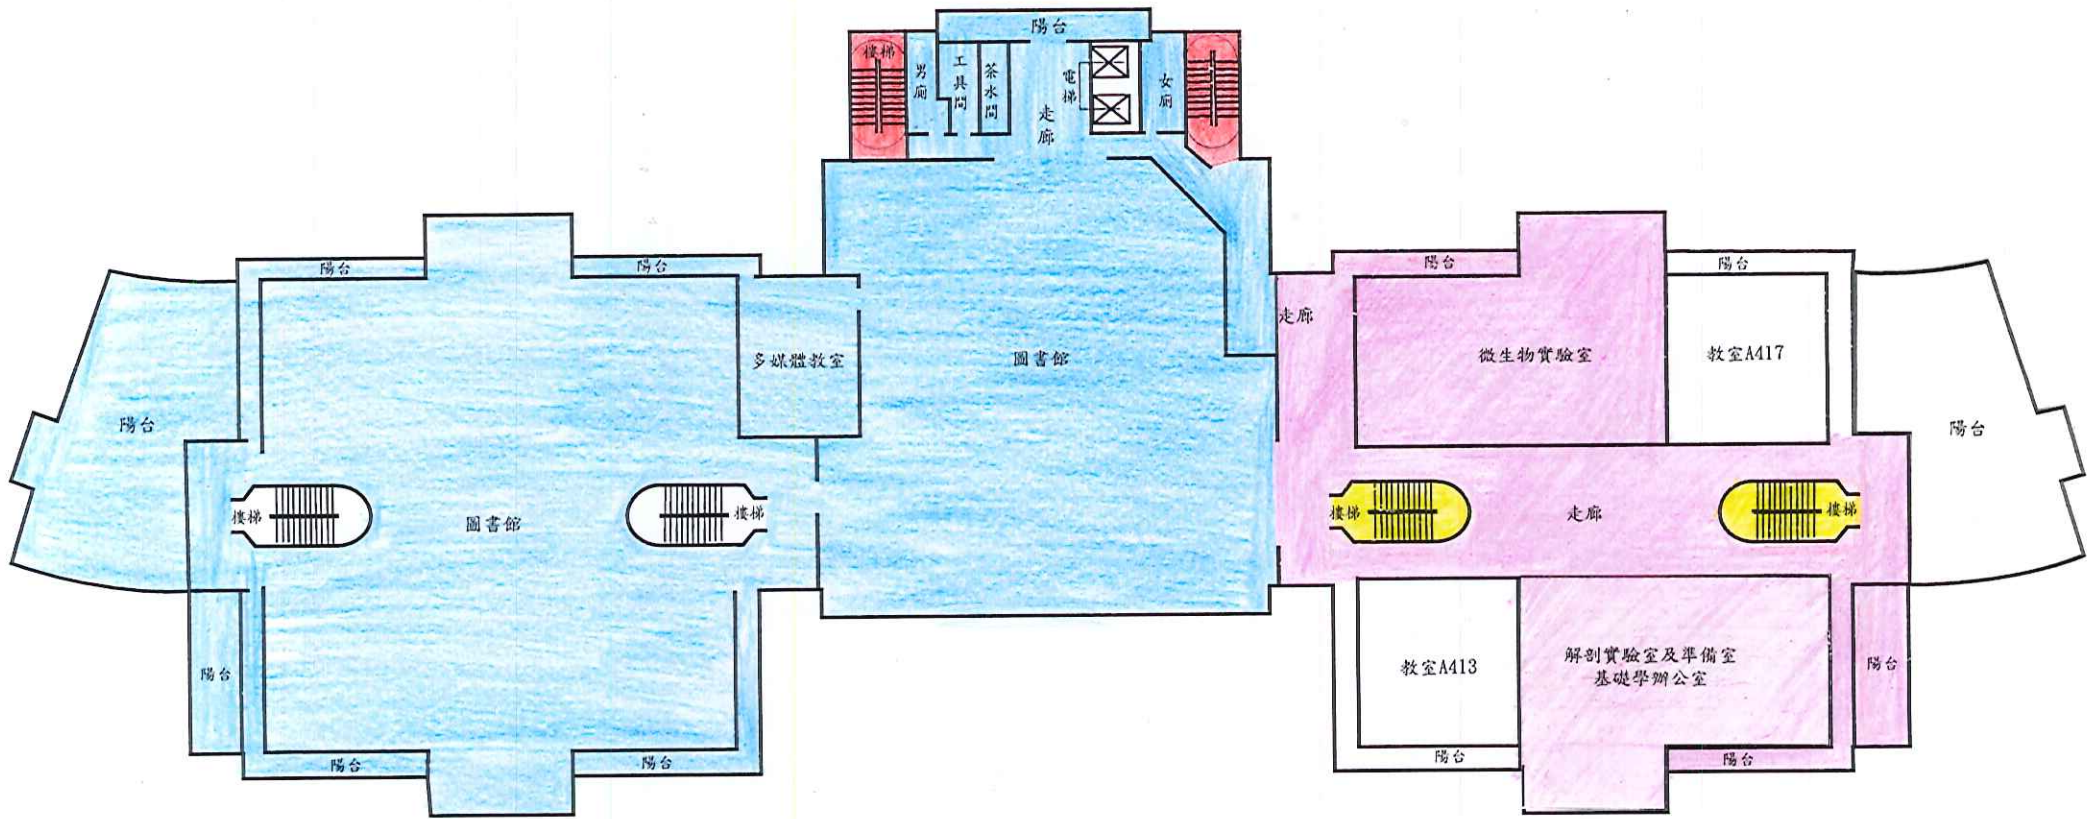 陽台
樓梯
男廁
工具間
茶水間
走廊
電梯
女廁
陽台
陽台
陽台
陽台
走廊
多媒體教室
圖書館
微生物實驗室
教室A417
陽台
陽台
樓梯
圖書館
樓梯
樓梯
走廊
樓梯
陽台
教室A413
解剖實驗室及準備室
基礎學辦公室
陽台
陽台
陽台
陽台
陽台